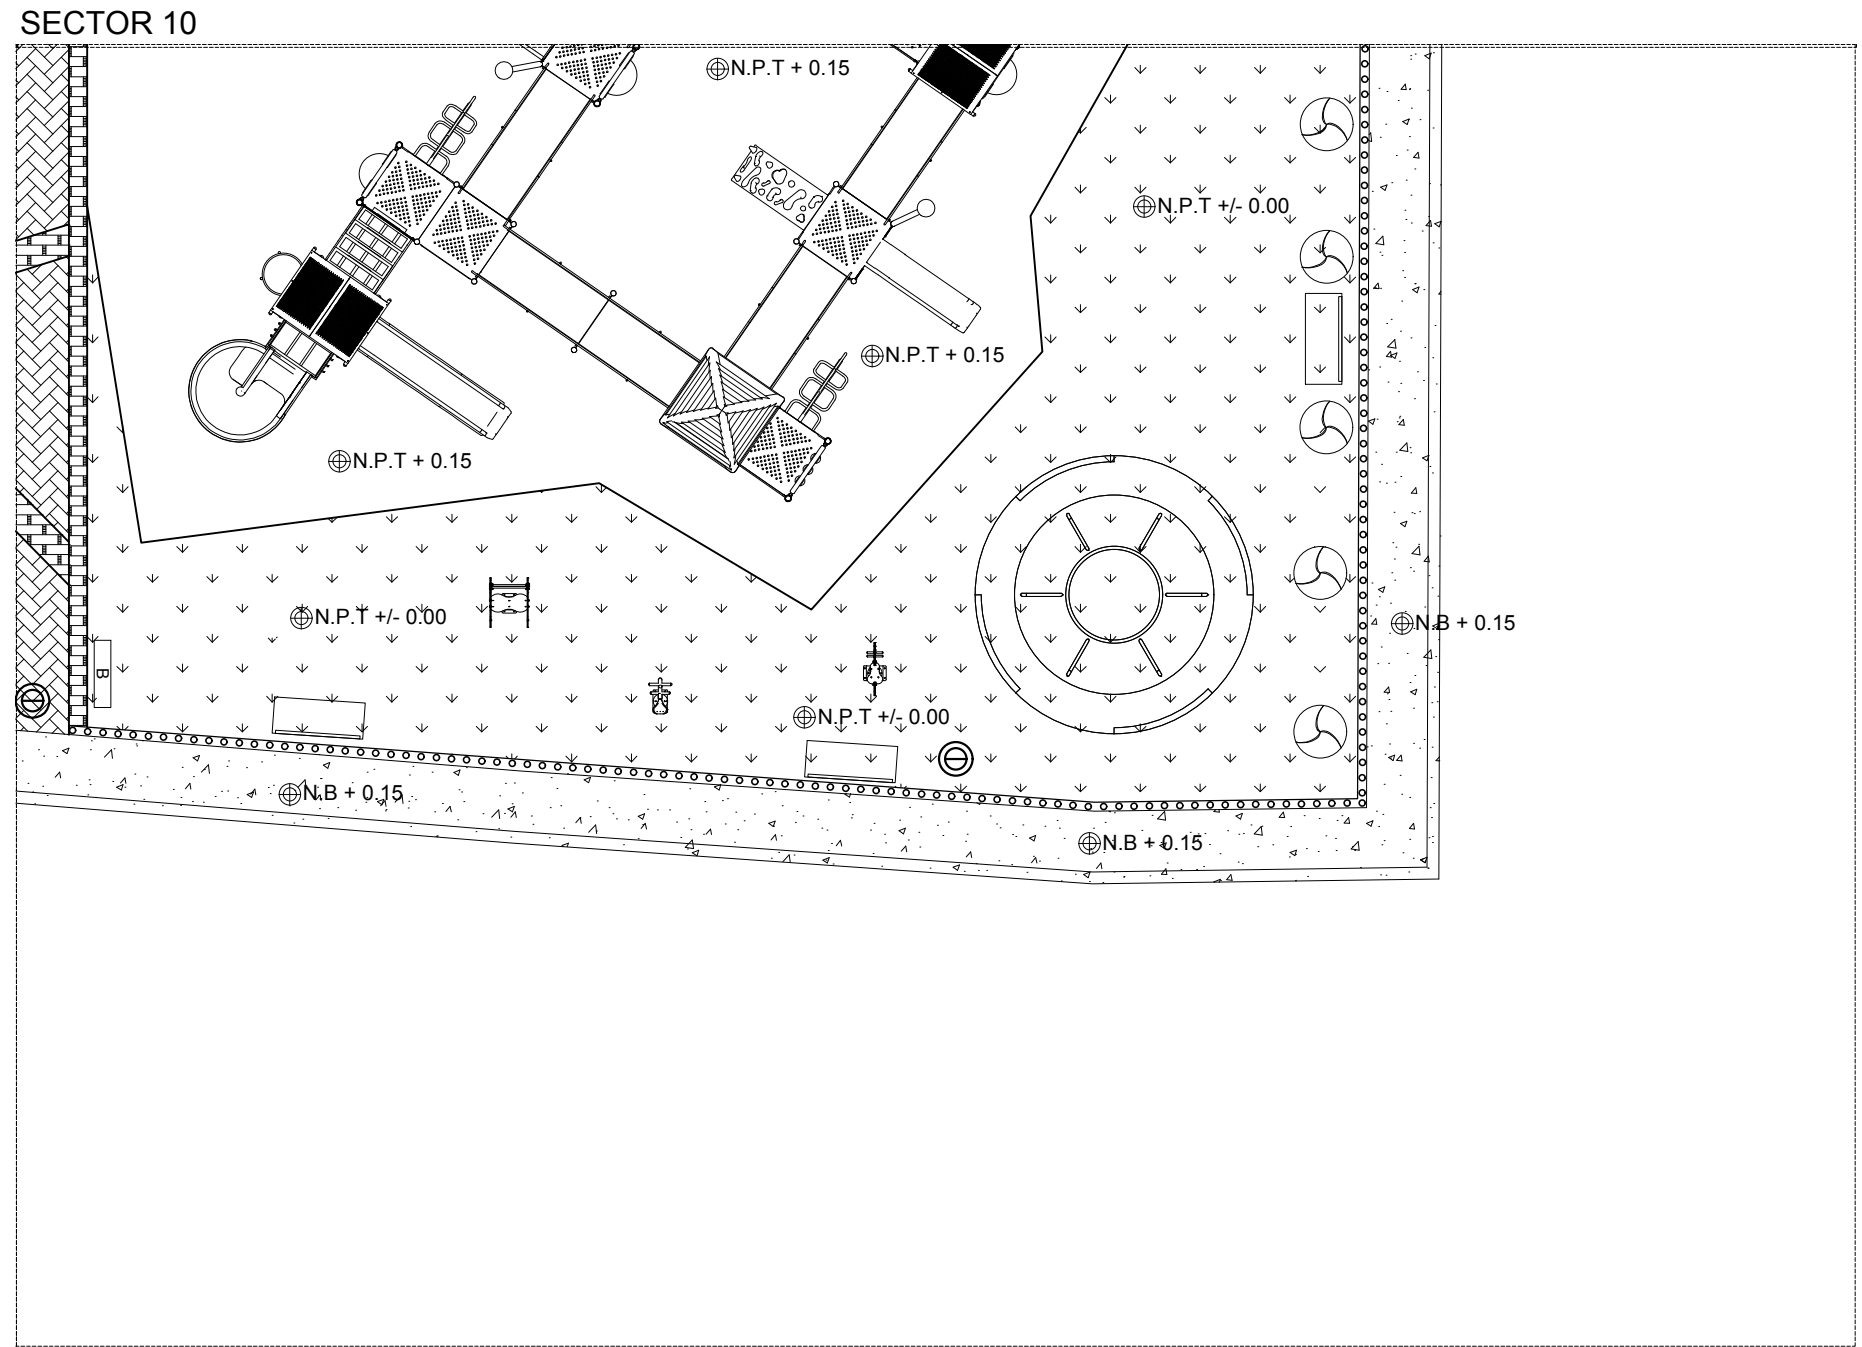 SECTOR 10
N.P.T + 0.15
N.P.T +/- 0.00
N.P.T + 0.15
N.P.T + 0.15
N.P.T +/- 0.00
N.B + 0.15
B
N.P.T +/- 0.00
N.B + 0.15
N.B + 0.15